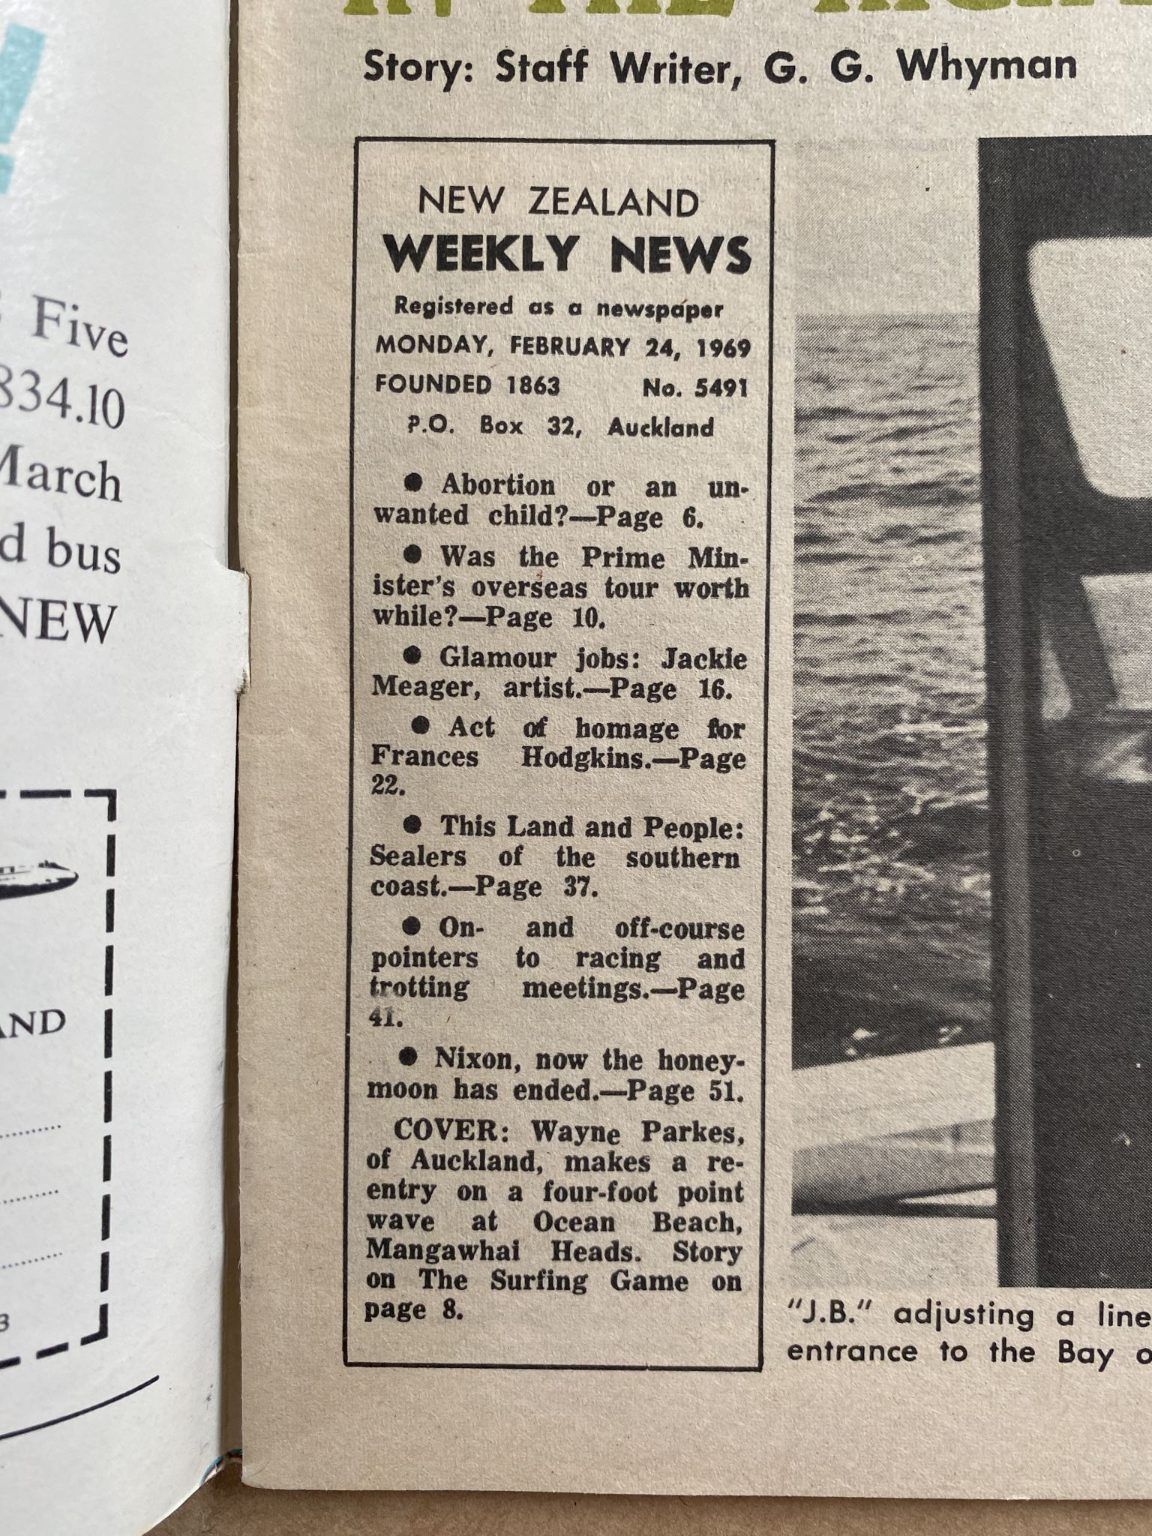 Five
834.10
March
d bus
NEW
AND
3
IN THE
Story: Staff Writer, G. G. Whyman
NEW ZEALAND
WEEKLY NEWS
Registered as a newspaper
MONDAY, FEBRUARY 24, 1969
FOUNDED 1863 No. 5491
P.O. Box 32, Auckland
● Abortion or an un-
wanted child?—Page 6.
● Was the Prime Min-
ister's overseas tour worth
while?—Page 10.
● Glamour jobs: Jackie
Meager, artist.—Page 16.
● Act of homage for
Frances Hodgkins.—Page
22.
● This Land and People:
Sealers of the southern
coast.—Page 37.
● On- and off-course
pointers to racing and
trotting meetings.—Page
41.
● Nixon, now the honey-
moon has ended.—Page 51.
COVER: Wayne Parkes,
of Auckland, makes a re-
entry on a four-foot point
wave at Ocean Beach,
Mangawhai Heads. Story
on The Surfing Game on
page 8.
"J.B." adjusting a line
entrance to the Bay o